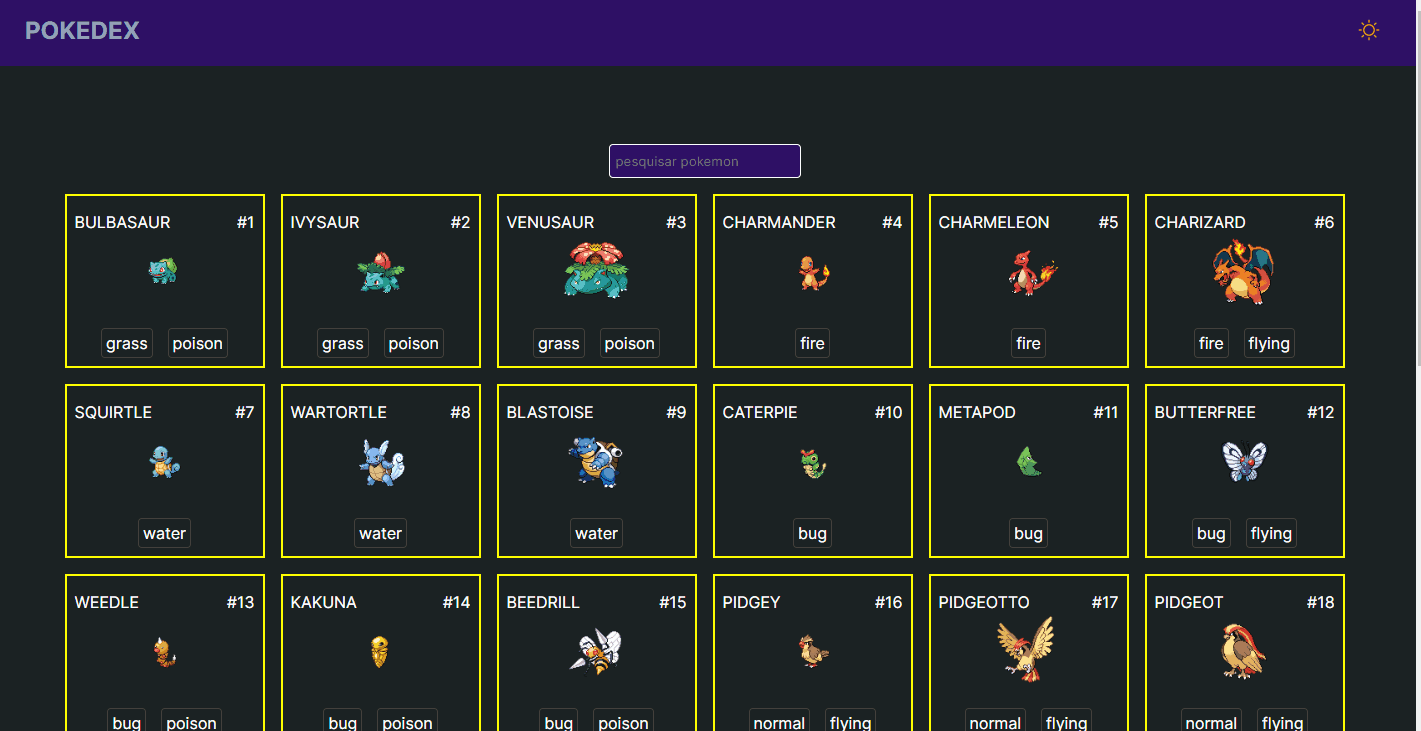 POKEDEX
pesquisar pokemon
BULBASAUR #1 IVYSAUR #2 VENUSAUR #3 CHARMANDER #4 CHARMELEON #5 CHARIZARD #6
grass poison grass poison grass poison fire fire fire flying
SQUIRTLE #7 WARTORTLE #8 BLASTOISE #9 CATERPIE #10 METAPOD #11 BUTTERFREE #12
water water water bug bug bug flying
WEEDLE #13 KAKUNA #14 BEEDRILL #15 PIDGEY #16 PIDGEOTTO #17 PIDGEOT #18
bug poison bug poison bug poison normal flying normal flying normal flying